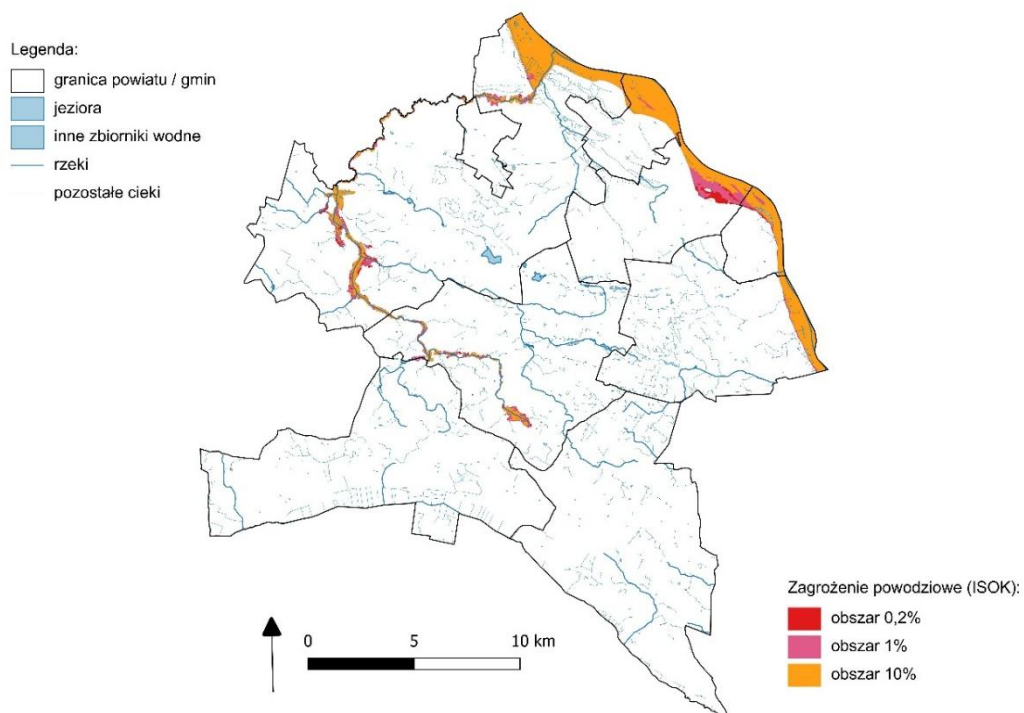 Legenda:
granica powiatu / gmin
jeziora
inne zbiorniki wodne
rzeki
pozostałe cieki
0 5 10 km
Zagrożenie powodziowe (ISOK):
obszar 0,2%
obszar 1%
obszar 10%